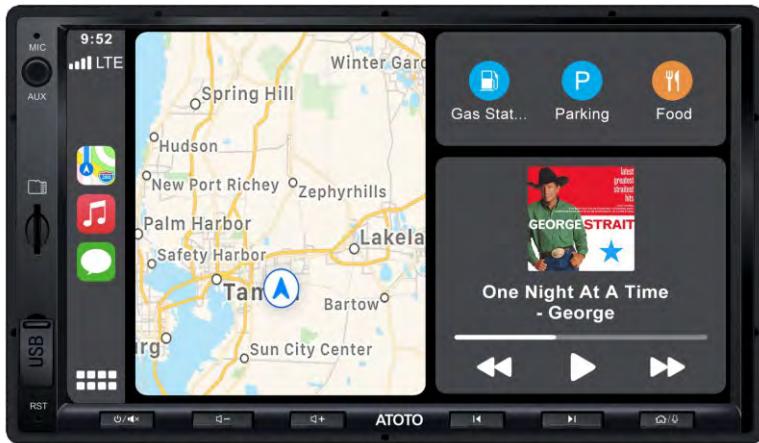 MIC
AUX
USB
RST
9:52
LTE
Winter Gard
Spring Hill
Hudson
New Port Richey
Zephyrhills
Palm Harbor
Lakela
Safety Harbor
Tam
Bartow
rg
Sun City Center
Gas Stat...
P
Parking
Food
latest
greatest
straitest
hits
GEORGE STRAIT
One Night At A Time
- George
ATOTO